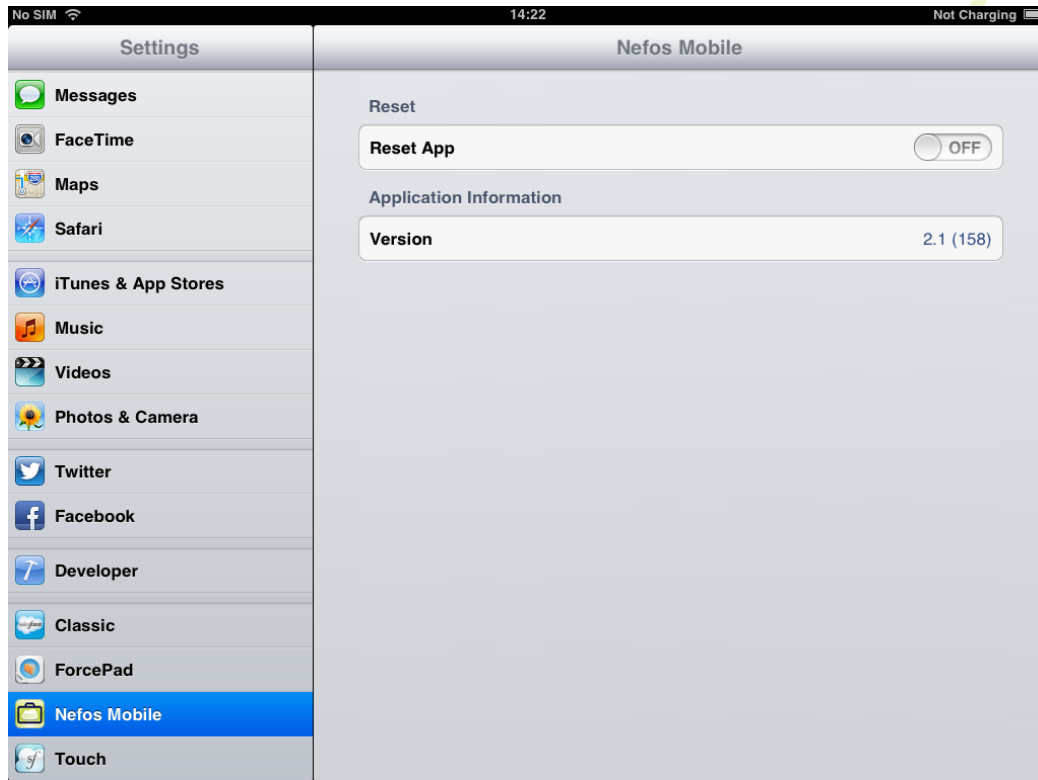 No SIM 14:22 Not Charging
Settings
Nefos Mobile
Messages
FaceTime
Maps
Safari
iTunes & App Stores
Music
Videos
Photos & Camera
Twitter
Facebook
Developer
Classic
ForcePad
Nefos Mobile
Touch
Reset
Reset App OFF
Application Information
Version 2.1 (158)